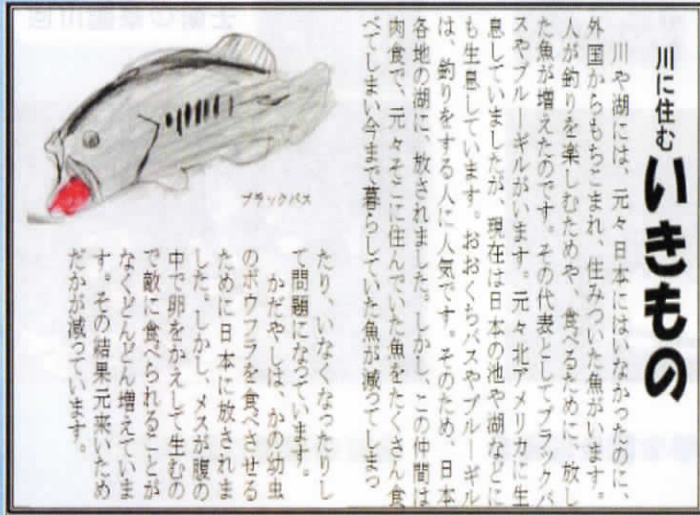 川に住む
いきもの
川や湖には、元々日本にはいなかったのに、
外国からもちこまれ、住みついた魚がいます。
人が釣りを楽しむためや、食べるために、放し
た魚が増えたのです。その代表としてブラックバ
スやブルーギルがいます。元々北アメリカに生
息していましたが、現在は日本の池や湖などに
も生息しています。おおくちバスやブルーギル
は、釣りをする人に人気です。そのため、日本
各地の湖に、放されました。しかし、この仲間は
肉食で、元々そこに住んでいた魚をたくさん食
べてしまい今まで暮らしていた魚が減ってしまっ
たり、いなくなったりし
て問題になっています。
かだやしは、かの幼虫
のボウフラを食べさせる
ために日本に放されま
した。しかし、メスが腹の
中で卵をかえして生むの
で敵に食べられることが
なくどんどん増えていま
す。その結果元来いため
だかが減っています。
ブラックバス